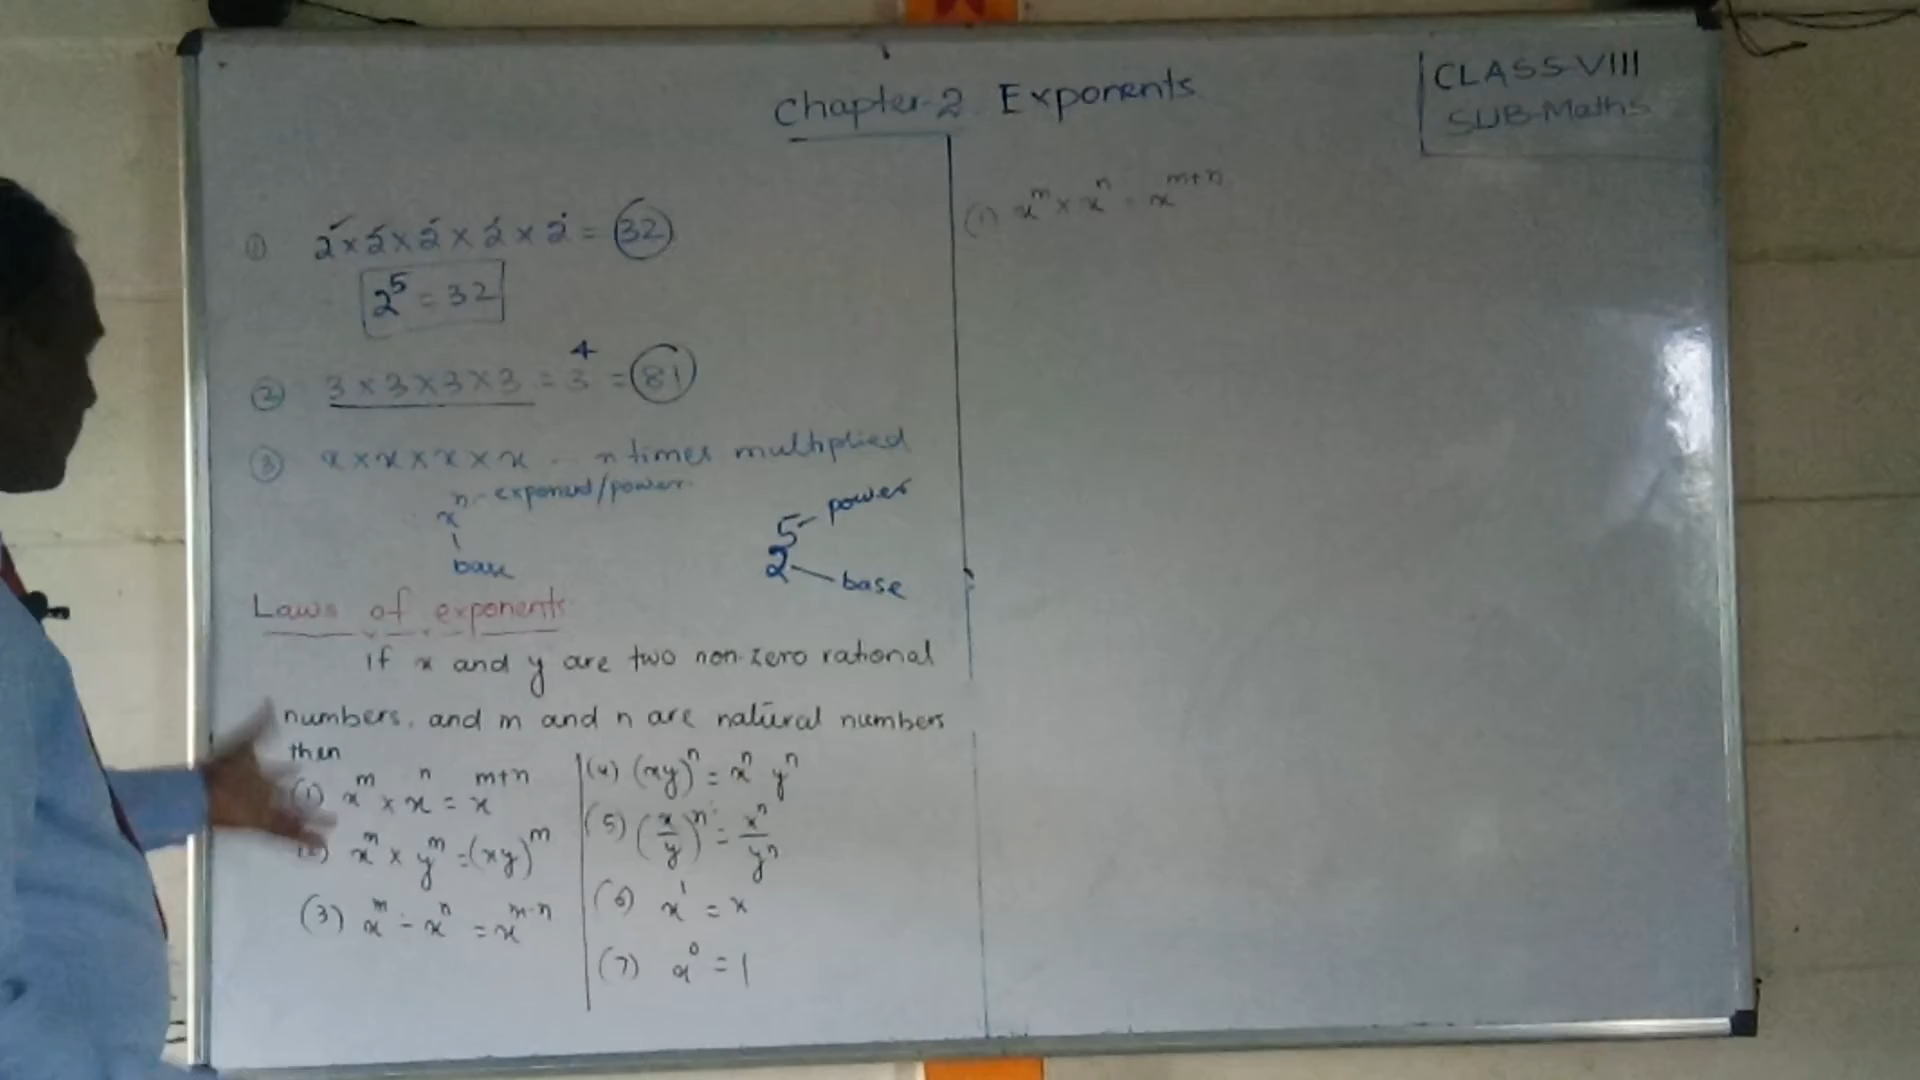 Chapter-2 Exponents
CLASS-VIII
SUB-Maths
① 2 × 2 × 2 × 2 × 2 = 32
2⁵ = 32
② 3 × 3 × 3 × 3 = 3⁴ = 81
③ x × x × x × x ... n times multiplied
xⁿ - exponent/power
base
2⁵ - power
base
Laws of exponents
If x and y are two non-zero rational
numbers, and m and n are natural numbers
then
(1) xᵐ × xⁿ = xᵐ⁺ⁿ
(2) xᵐ × yᵐ = (xy)ᵐ
(3) xᵐ ÷ xⁿ = xᵐ⁻ⁿ
(4) (xy)ⁿ = xⁿ yⁿ
(5) (x/y)ⁿ = xⁿ/yⁿ
(6) x¹ = x
(7) x⁰ = 1
(1) xᵐ × xⁿ = xᵐ⁺ⁿ